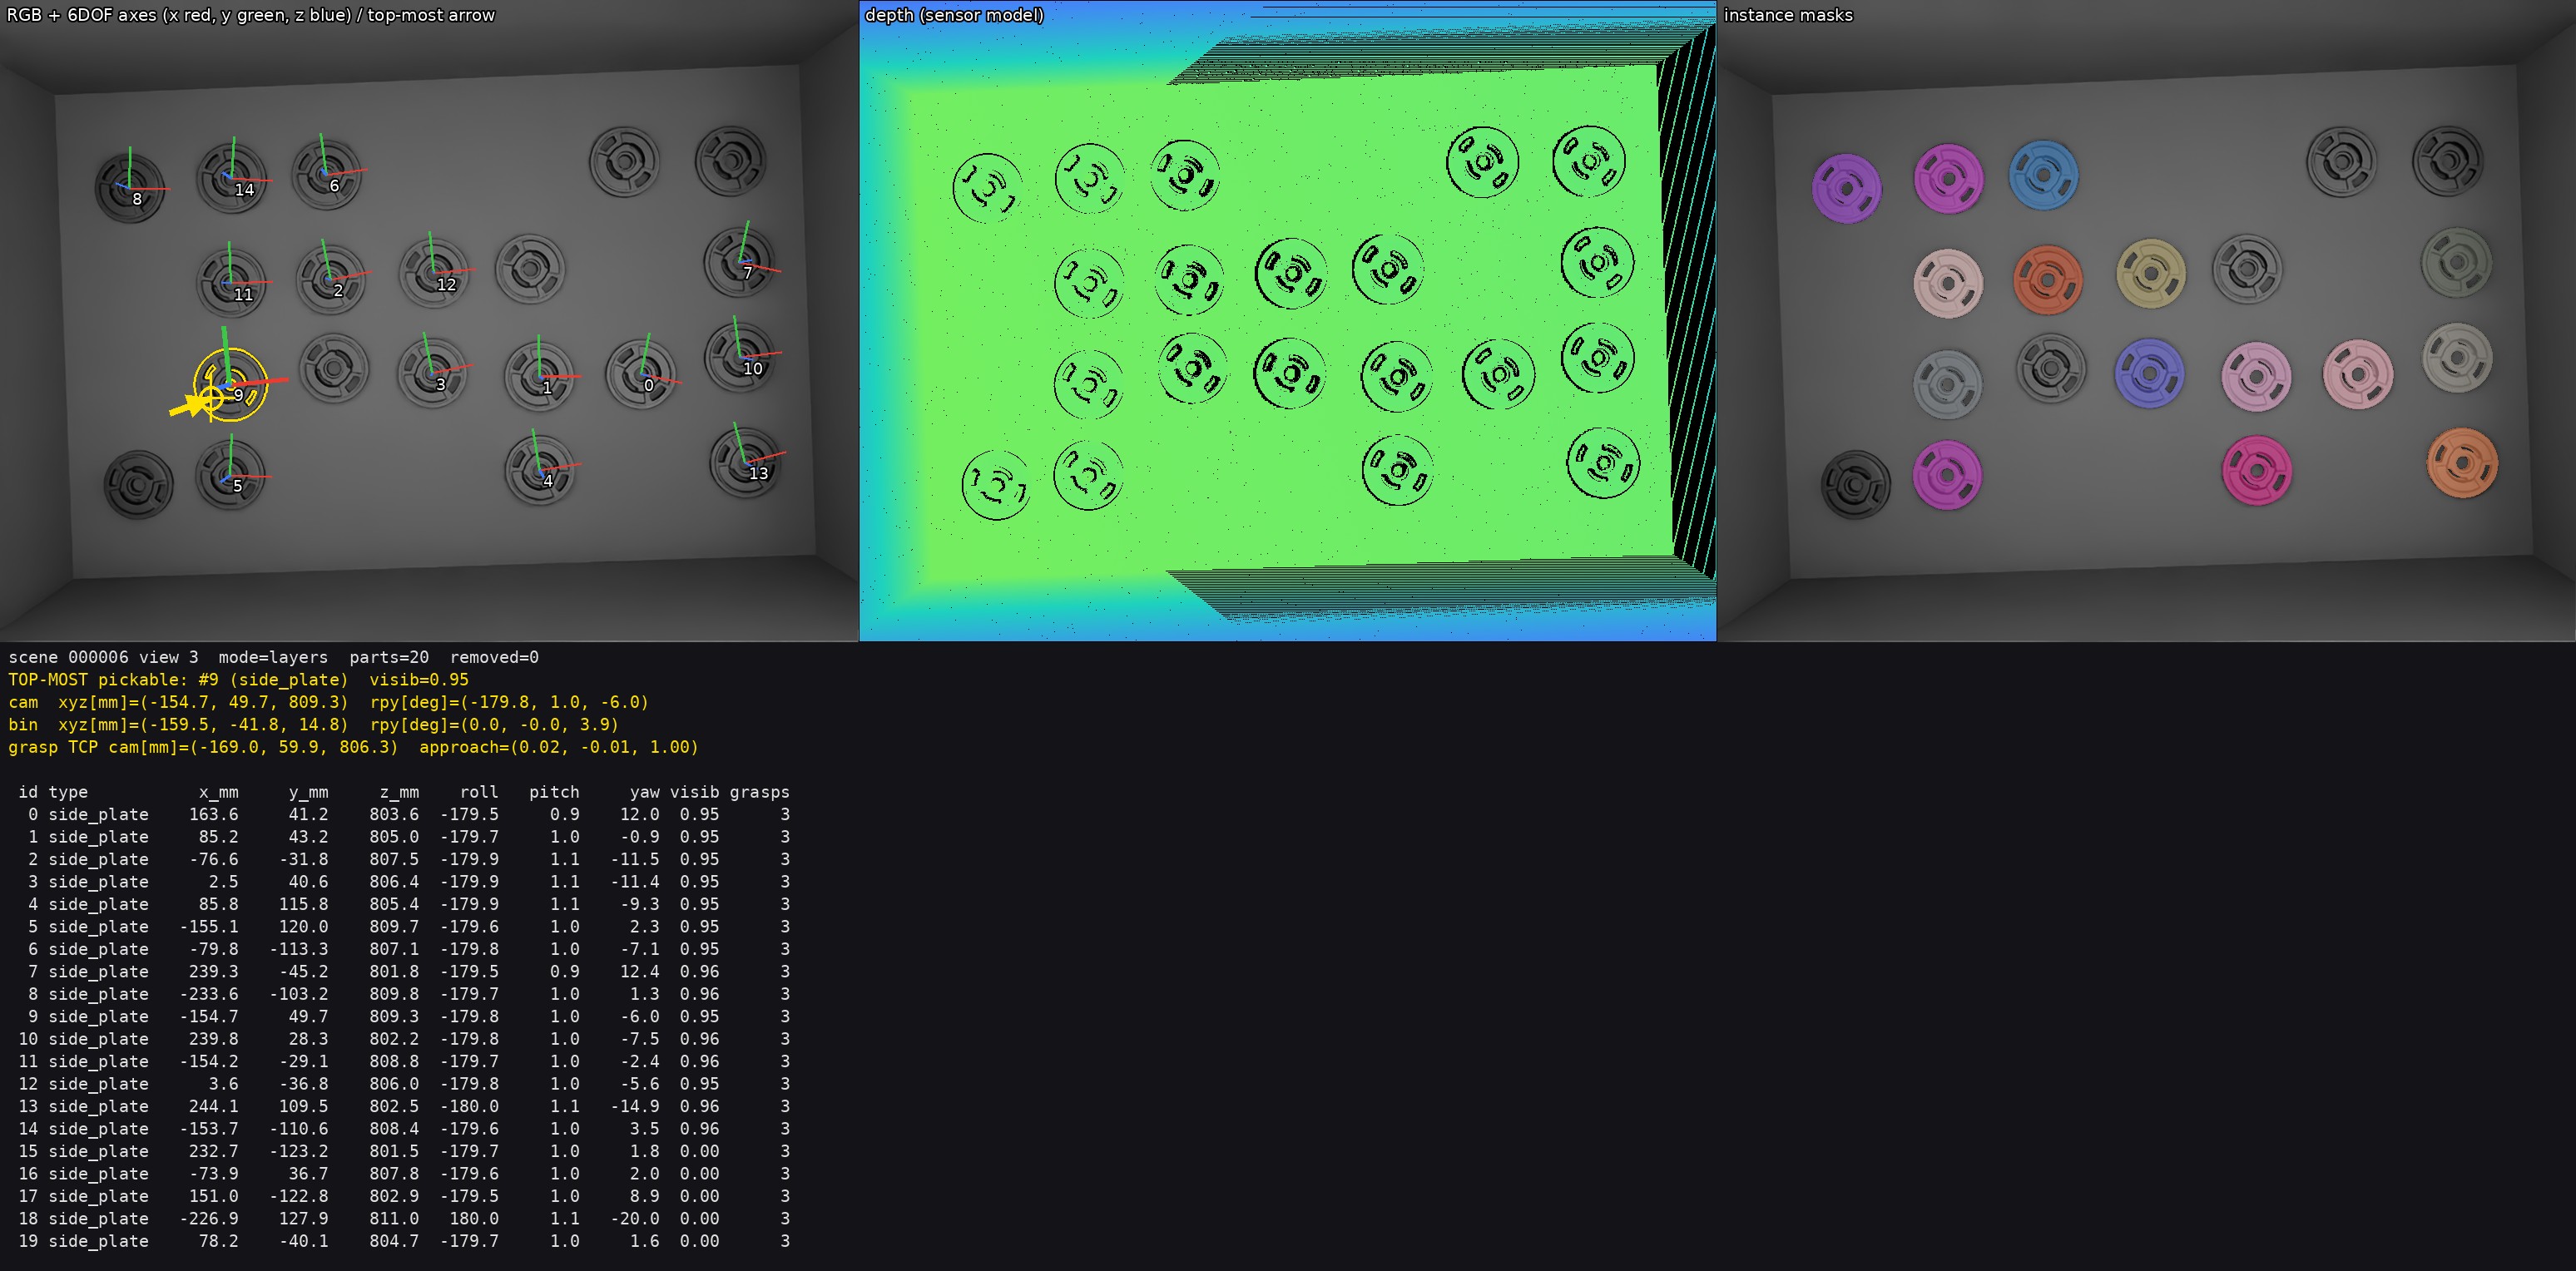 RGB + 6DOF axes (x red, y green, z blue) / top-most arrow
depth (sensor model)
instance masks
8
14
6
11
2
12
7
9
3
1
0
10
5
4
13
scene 000006 view 3  mode=layers  parts=20  removed=0
TOP-MOST pickable: #9 (side_plate)  visib=0.95
cam  xyz[mm]=(-154.7, 49.7, 809.3)  rpy[deg]=(-179.8, 1.0, -6.0)
bin  xyz[mm]=(-159.5, -41.8, 14.8)  rpy[deg]=(0.0, -0.0, 3.9)
grasp TCP cam[mm]=(-169.0, 59.9, 806.3)  approach=(0.02, -0.01, 1.00)
id type x_mm y_mm z_mm roll pitch yaw visib grasps
0 side_plate 163.6 41.2 803.6 -179.5 0.9 12.0 0.95 3
1 side_plate 85.2 43.2 805.0 -179.7 1.0 -0.9 0.95 3
2 side_plate -76.6 -31.8 807.5 -179.9 1.1 -11.5 0.95 3
3 side_plate 2.5 40.6 806.4 -179.9 1.1 -11.4 0.95 3
4 side_plate 85.8 115.8 805.4 -179.9 1.1 -9.3 0.95 3
5 side_plate -155.1 120.0 809.7 -179.6 1.0 2.3 0.95 3
6 side_plate -79.8 -113.3 807.1 -179.8 1.0 -7.1 0.95 3
7 side_plate 239.3 -45.2 801.8 -179.5 0.9 12.4 0.96 3
8 side_plate -233.6 -103.2 809.8 -179.7 1.0 1.3 0.96 3
9 side_plate -154.7 49.7 809.3 -179.8 1.0 -6.0 0.95 3
10 side_plate 239.8 28.3 802.2 -179.8 1.0 -7.5 0.96 3
11 side_plate -154.2 -29.1 808.8 -179.7 1.0 -2.4 0.96 3
12 side_plate 3.6 -36.8 806.0 -179.8 1.0 -5.6 0.95 3
13 side_plate 244.1 109.5 802.5 -180.0 1.1 -14.9 0.96 3
14 side_plate -153.7 -110.6 808.4 -179.6 1.0 3.5 0.96 3
15 side_plate 232.7 -123.2 801.5 -179.7 1.0 1.8 0.00 3
16 side_plate -73.9 36.7 807.8 -179.6 1.0 2.0 0.00 3
17 side_plate 151.0 -122.8 802.9 -179.5 1.0 8.9 0.00 3
18 side_plate -226.9 127.9 811.0 180.0 1.1 -20.0 0.00 3
19 side_plate 78.2 -40.1 804.7 -179.7 1.0 1.6 0.00 3